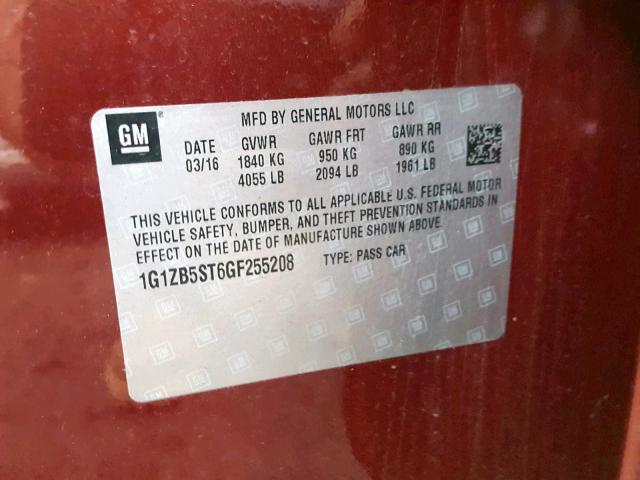 MFD BY GENERAL MOTORS LLC
GM
DATE GVWR GAWR FRT GAWR RR
03/16 1840 KG 950 KG 890 KG
4055 LB 2094 LB 1961 LB
THIS VEHICLE CONFORMS TO ALL APPLICABLE U.S. FEDERAL MOTOR
VEHICLE SAFETY, BUMPER, AND THEFT PREVENTION STANDARDS IN
EFFECT ON THE DATE OF MANUFACTURE SHOWN ABOVE.
1G1ZB5ST6GF255208 TYPE: PASS CAR